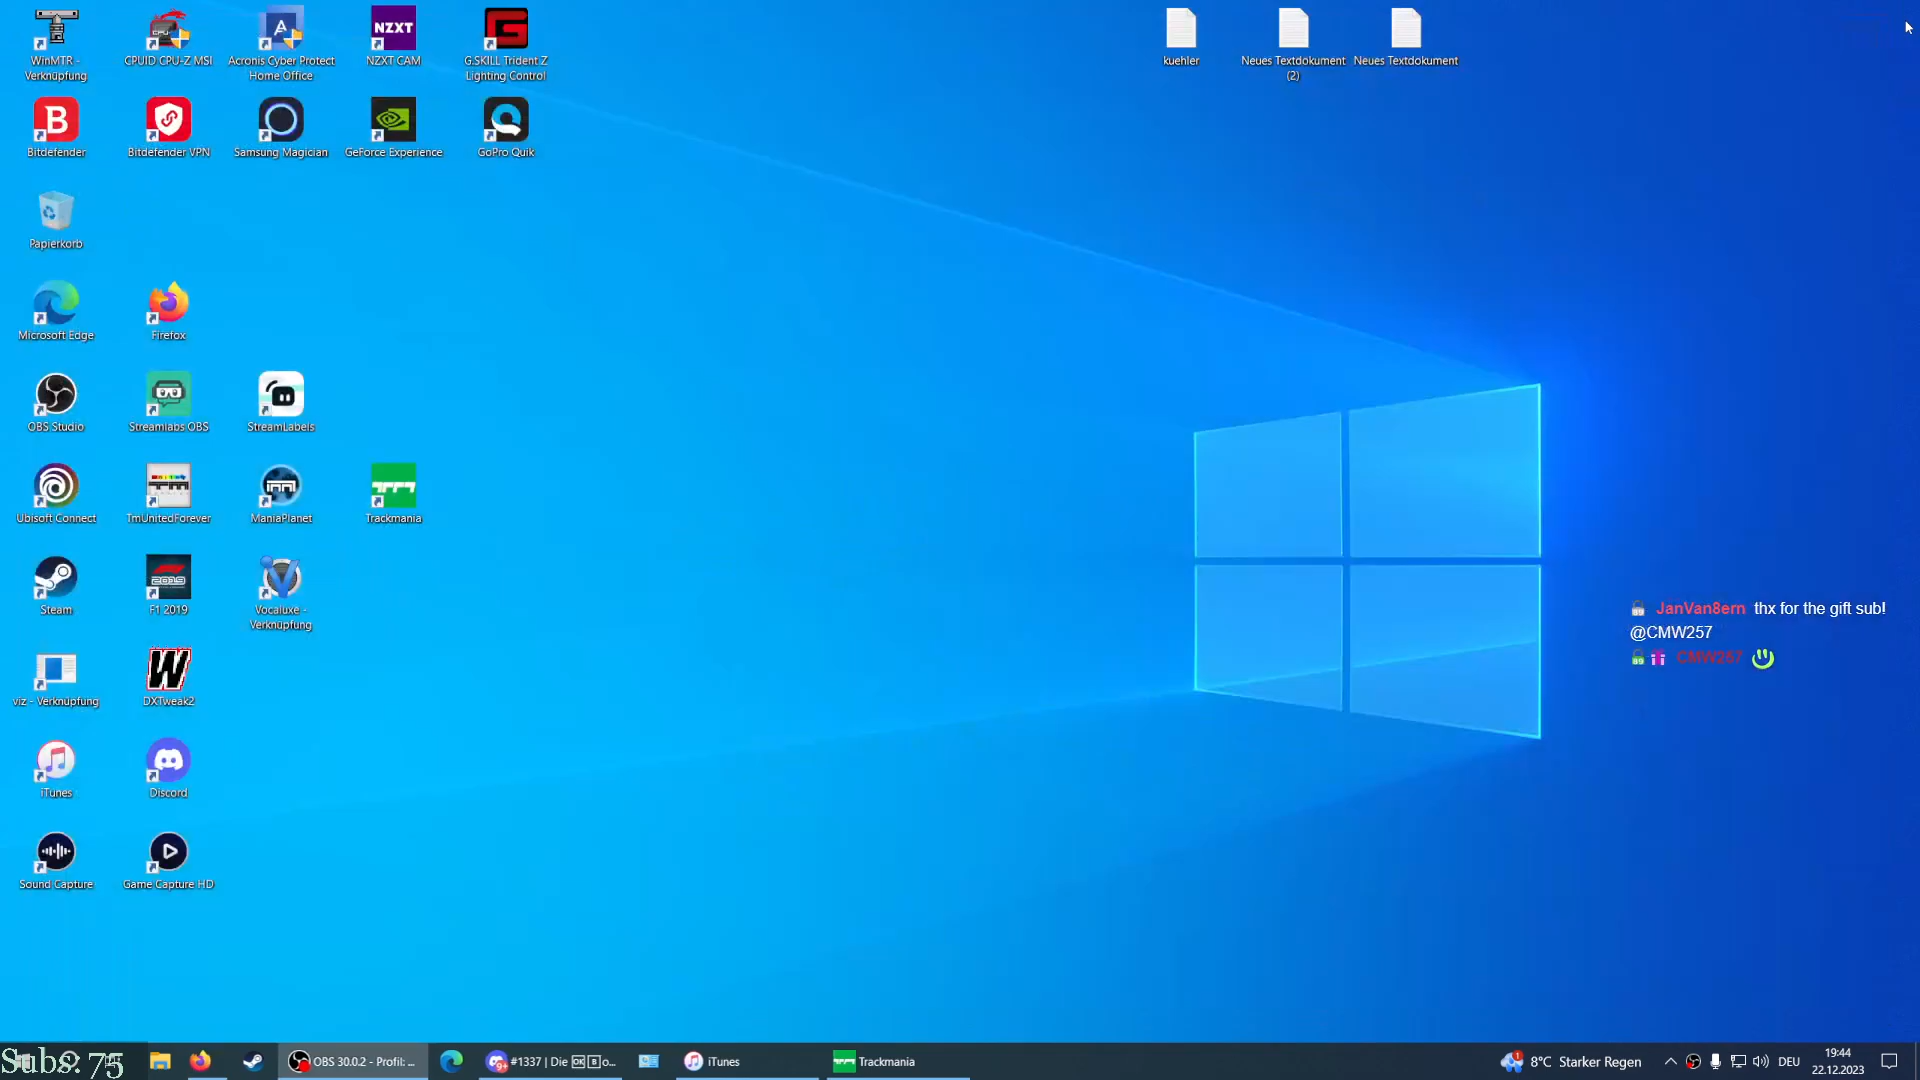 WinMTR -
Verknüpfung
CPUID CPU-Z MSI
Acronis Cyber Protect
Home Office
NZXT
NZXT CAM
G.SKILL Trident Z
Lighting Control
kuehler
Neues Textdokument
(2)
Neues Textdokument
Bitdefender
Bitdefender VPN
Samsung Magician
GeForce Experience
GoPro Quik
Papierkorb
Microsoft Edge
Firefox
OBS Studio
Streamlabs OBS
StreamLabels
Ubisoft Connect
TmUnitedForever
ManiaPlanet
Trackmania
Steam
2019
F1 2019
Vocaluxe -
Verknüpfung
viz - Verknüpfung
DXTweak2
iTunes
Discord
Sound Capture
Game Capture HD
JanVan8ern thx for the gift sub!
@CMW257
CMW257
Subs: 75
OBS 30.0.2 - Profil: ...
#1337 | Die OK B o...
iTunes
Trackmania
8°C Starker Regen
DEU
19:44
22.12.2023